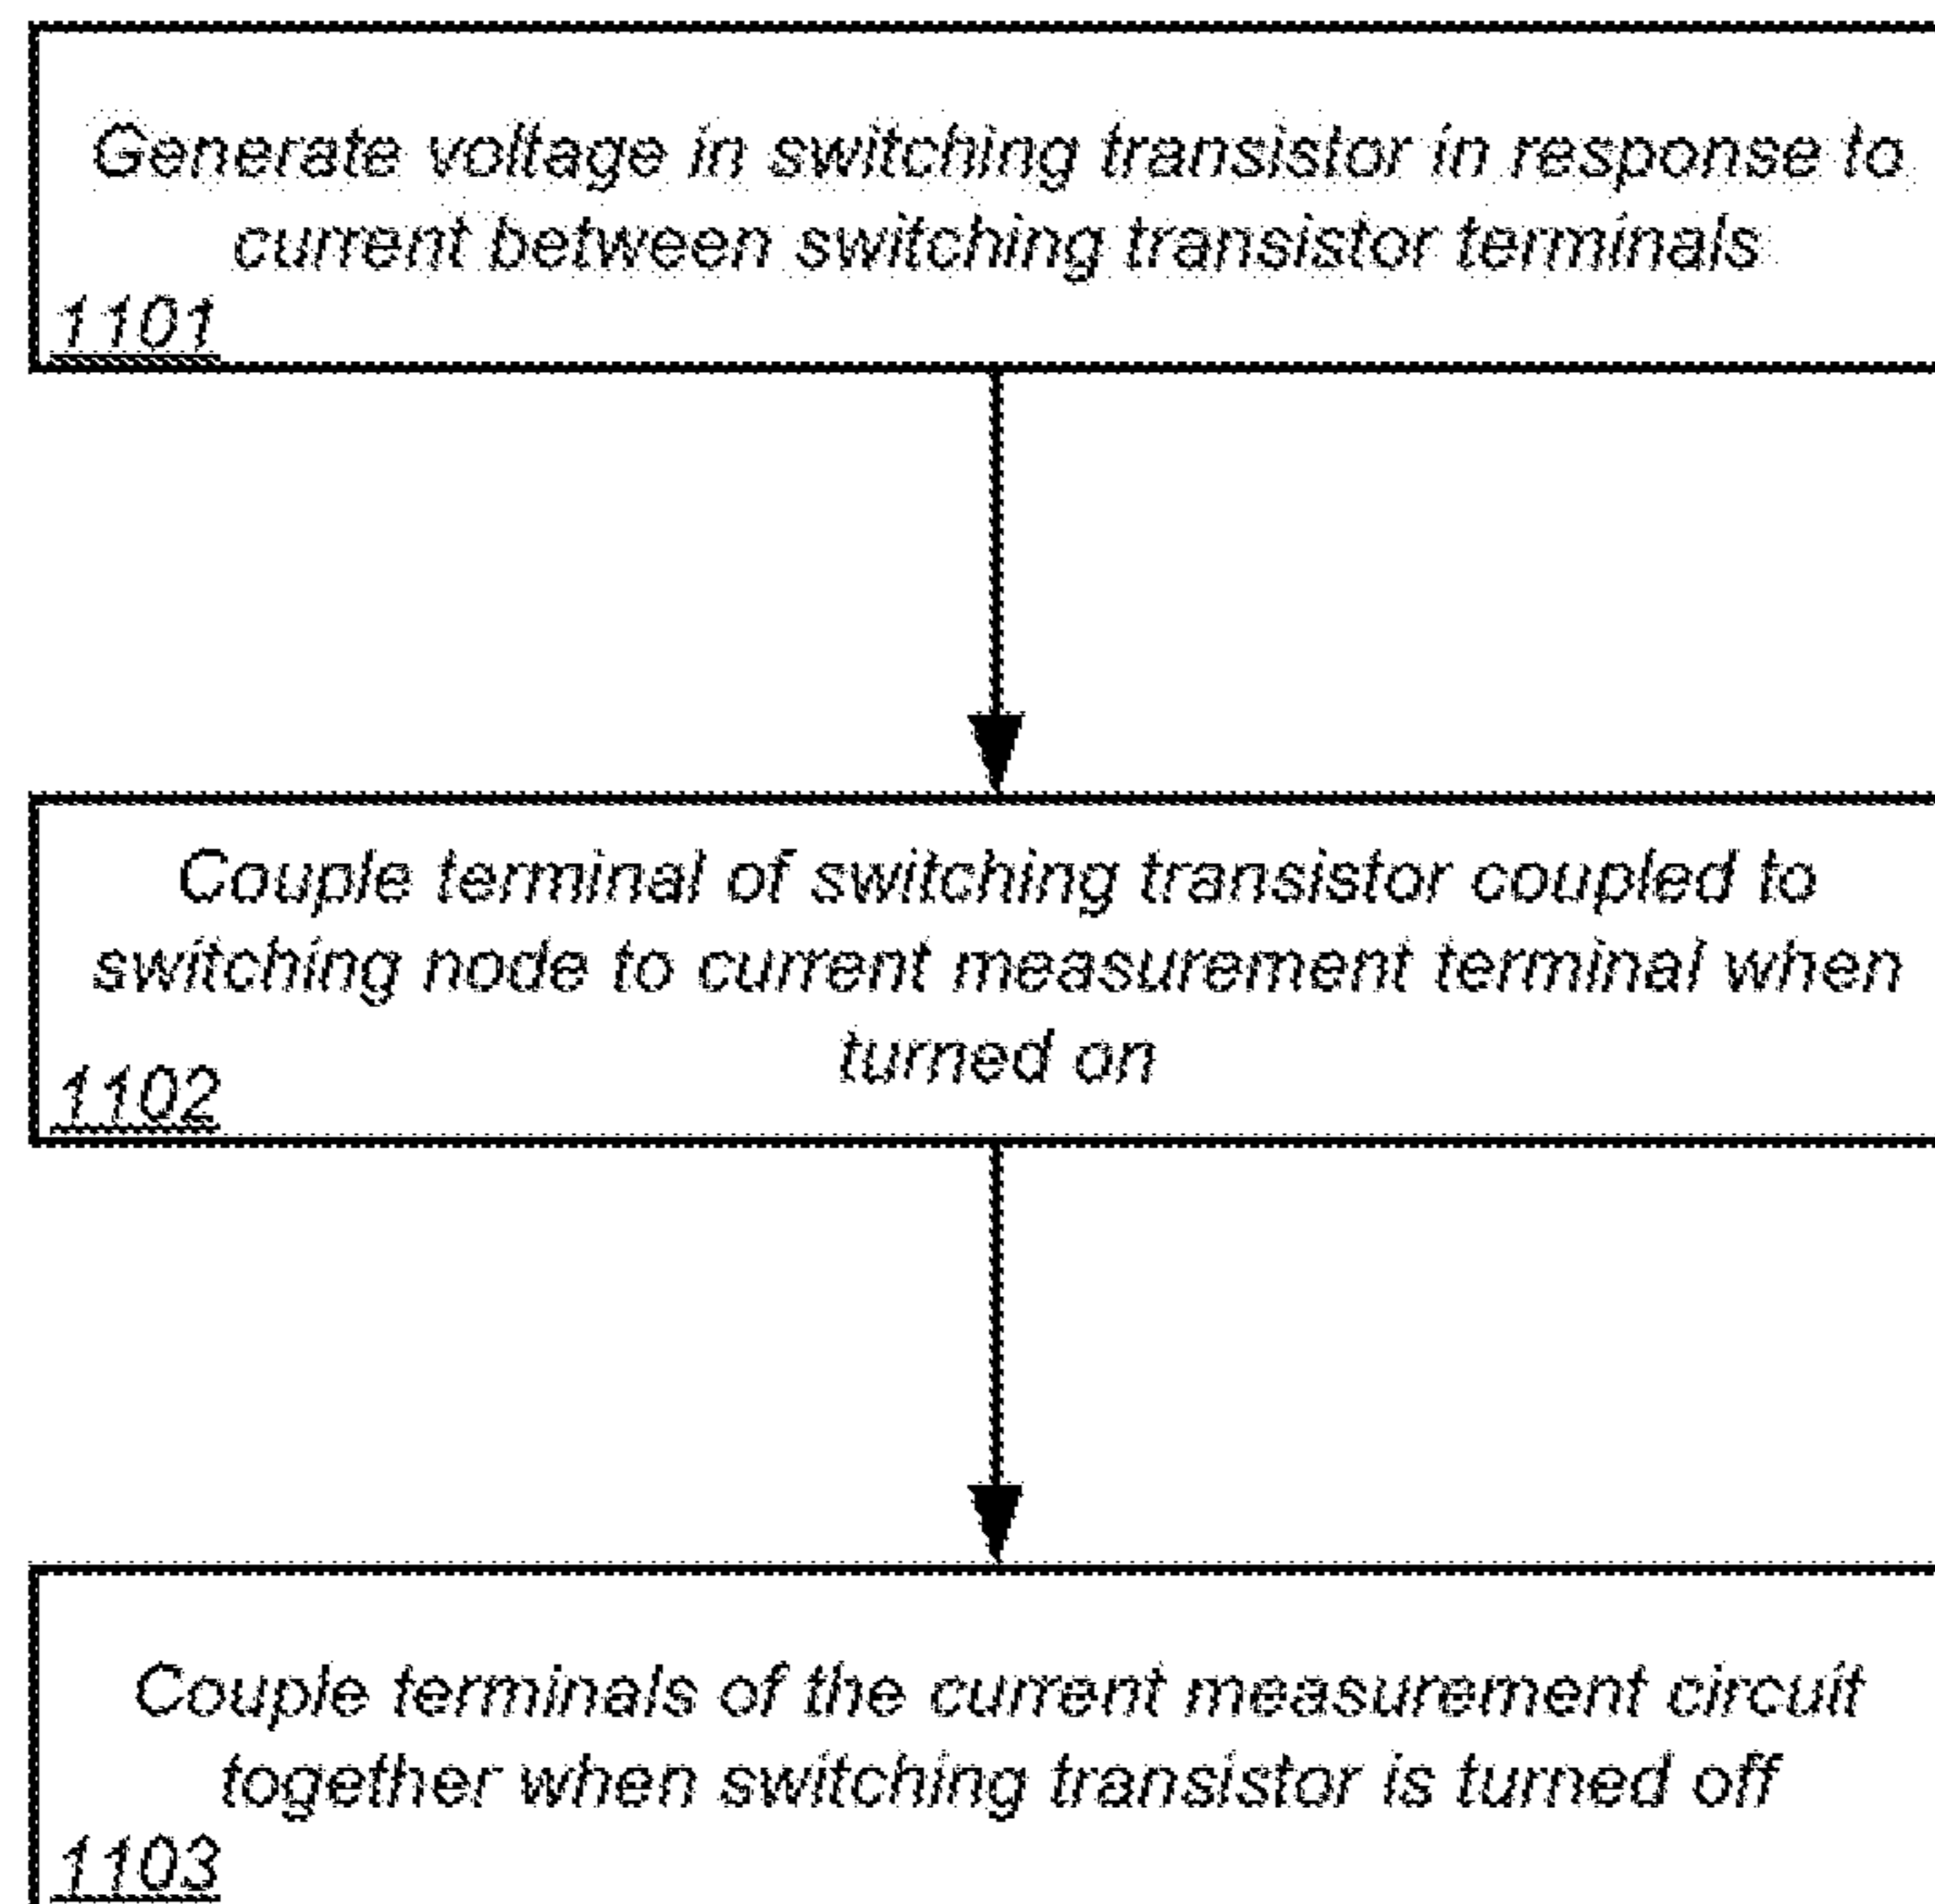 Generate voltage in switching transistor in response to
current between switching transistor terminals
1101
Couple terminal of switching transistor coupled to
switching node to current measurement terminal when
turned on
1102
Couple terminals of the current measurement circuit
together when switching transistor is turned off
1103